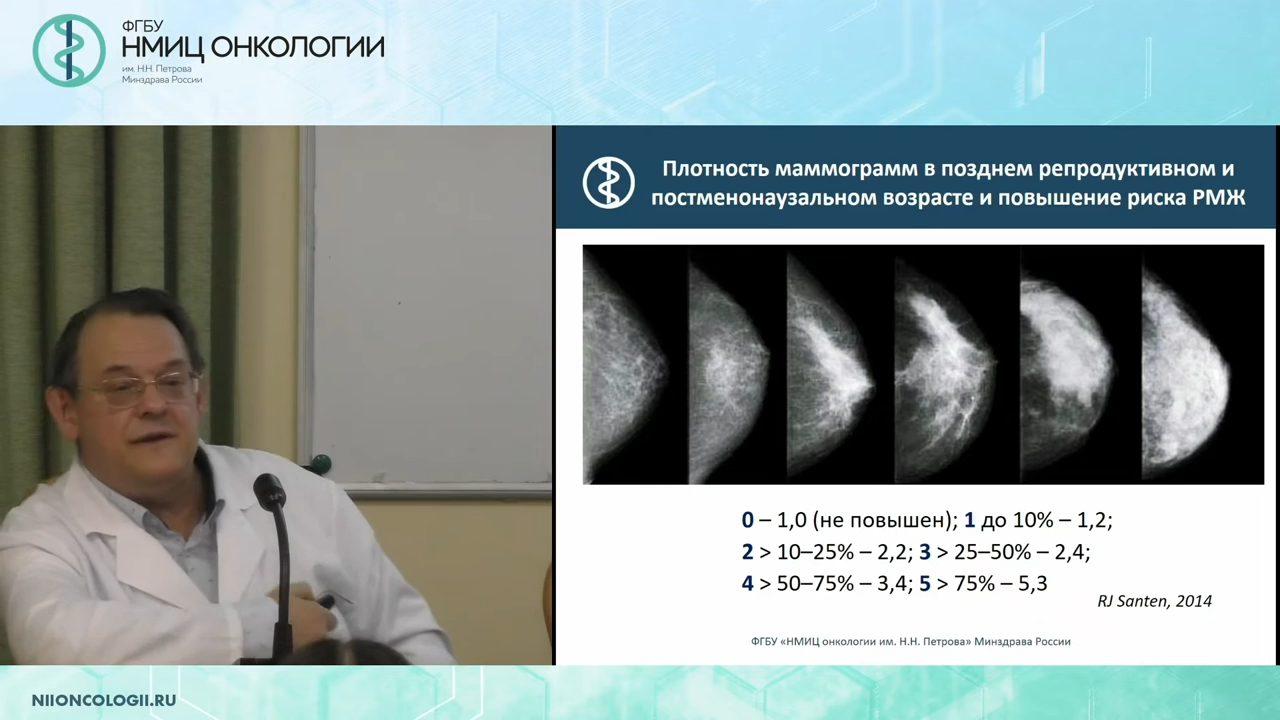 ФГБУ
НМИЦ ОНКОЛОГИИ
им. Н.Н. Петрова
Минздрава России
Плотность маммограмм в позднем репродуктивном и
постменонаузальном возрасте и повышение риска РМЖ
0 – 1,0 (не повышен); 1 до 10% – 1,2;
2 > 10–25% – 2,2; 3 > 25–50% – 2,4;
4 > 50–75% – 3,4; 5 > 75% – 5,3
RJ Santen, 2014
ФГБУ «НМИЦ онкологии им. Н.Н. Петрова» Минздрава России
NIIONCOLOGII.RU